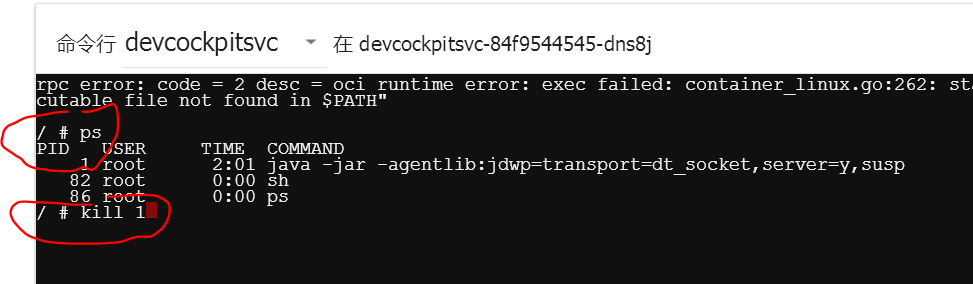 命令行 devcockpitsvc 在 devcockpitsvc-84f9544545-dns8j
rpc error: code = 2 desc = oci runtime error: exec failed: container_linux.go:262: sta
cutable file not found in $PATH"
/ # ps
PID USER TIME COMMAND
1 root 2:01 java -jar -agentlib:jdwp=transport=dt_socket,server=y,susp
82 root 0:00 sh
86 root 0:00 ps
/ # kill 1